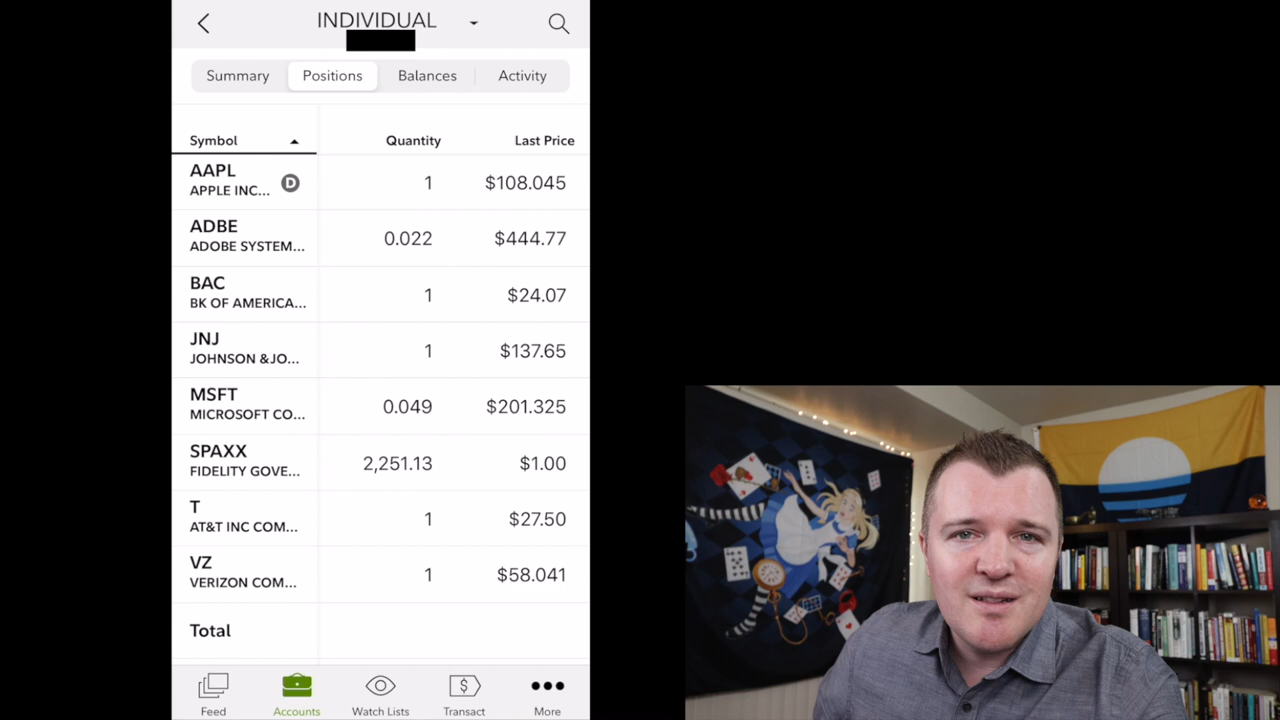 INDIVIDUAL
Summary Positions Balances Activity
Symbol Quantity Last Price
AAPL
APPLE INC... D 1 $108.045
ADBE
ADOBE SYSTEM... 0.022 $444.77
BAC
BK OF AMERICA... 1 $24.07
JNJ
JOHNSON &JO... 1 $137.65
MSFT
MICROSOFT CO... 0.049 $201.325
SPAXX
FIDELITY GOVE... 2,251.13 $1.00
T
AT&T INC COM... 1 $27.50
VZ
VERIZON COM... 1 $58.041
Total
Feed Accounts Watch Lists Transact More